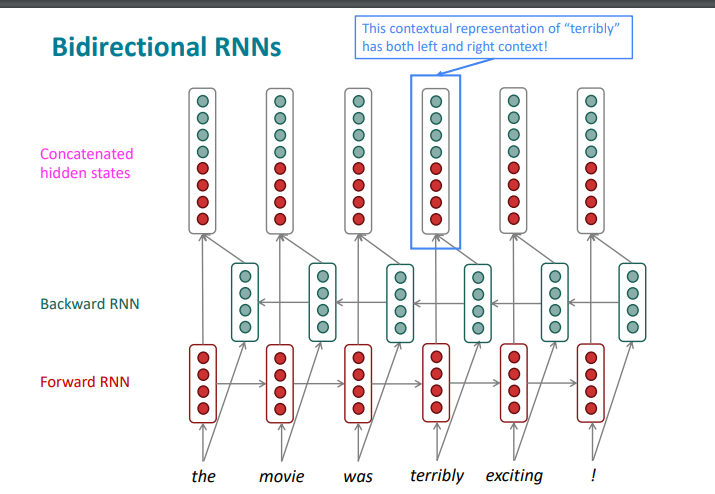 Bidirectional RNNs
This contextual representation of “terribly”
has both left and right context!
Concatenated
hidden states
Backward RNN
Forward RNN
the movie was terribly exciting !